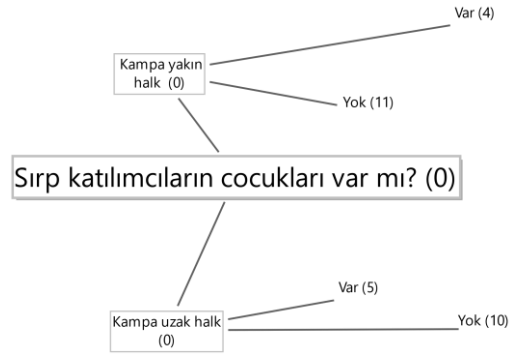 Var (4)
Kampa yakın
halk (0)
Yok (11)
Sırp katılımcıların cocukları var mı? (0)
Var (5)
Kampa uzak halk
(0)
Yok (10)